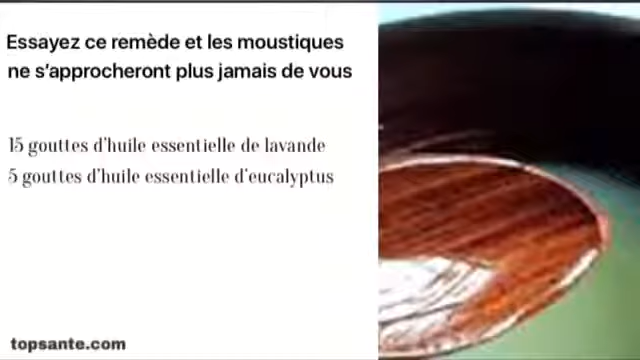 Essayez ce remède et les moustiques
ne s'approcheront plus jamais de vous
15 gouttes d'huile essentielle de lavande
5 gouttes d'huile essentielle d'eucalyptus
topsante.com